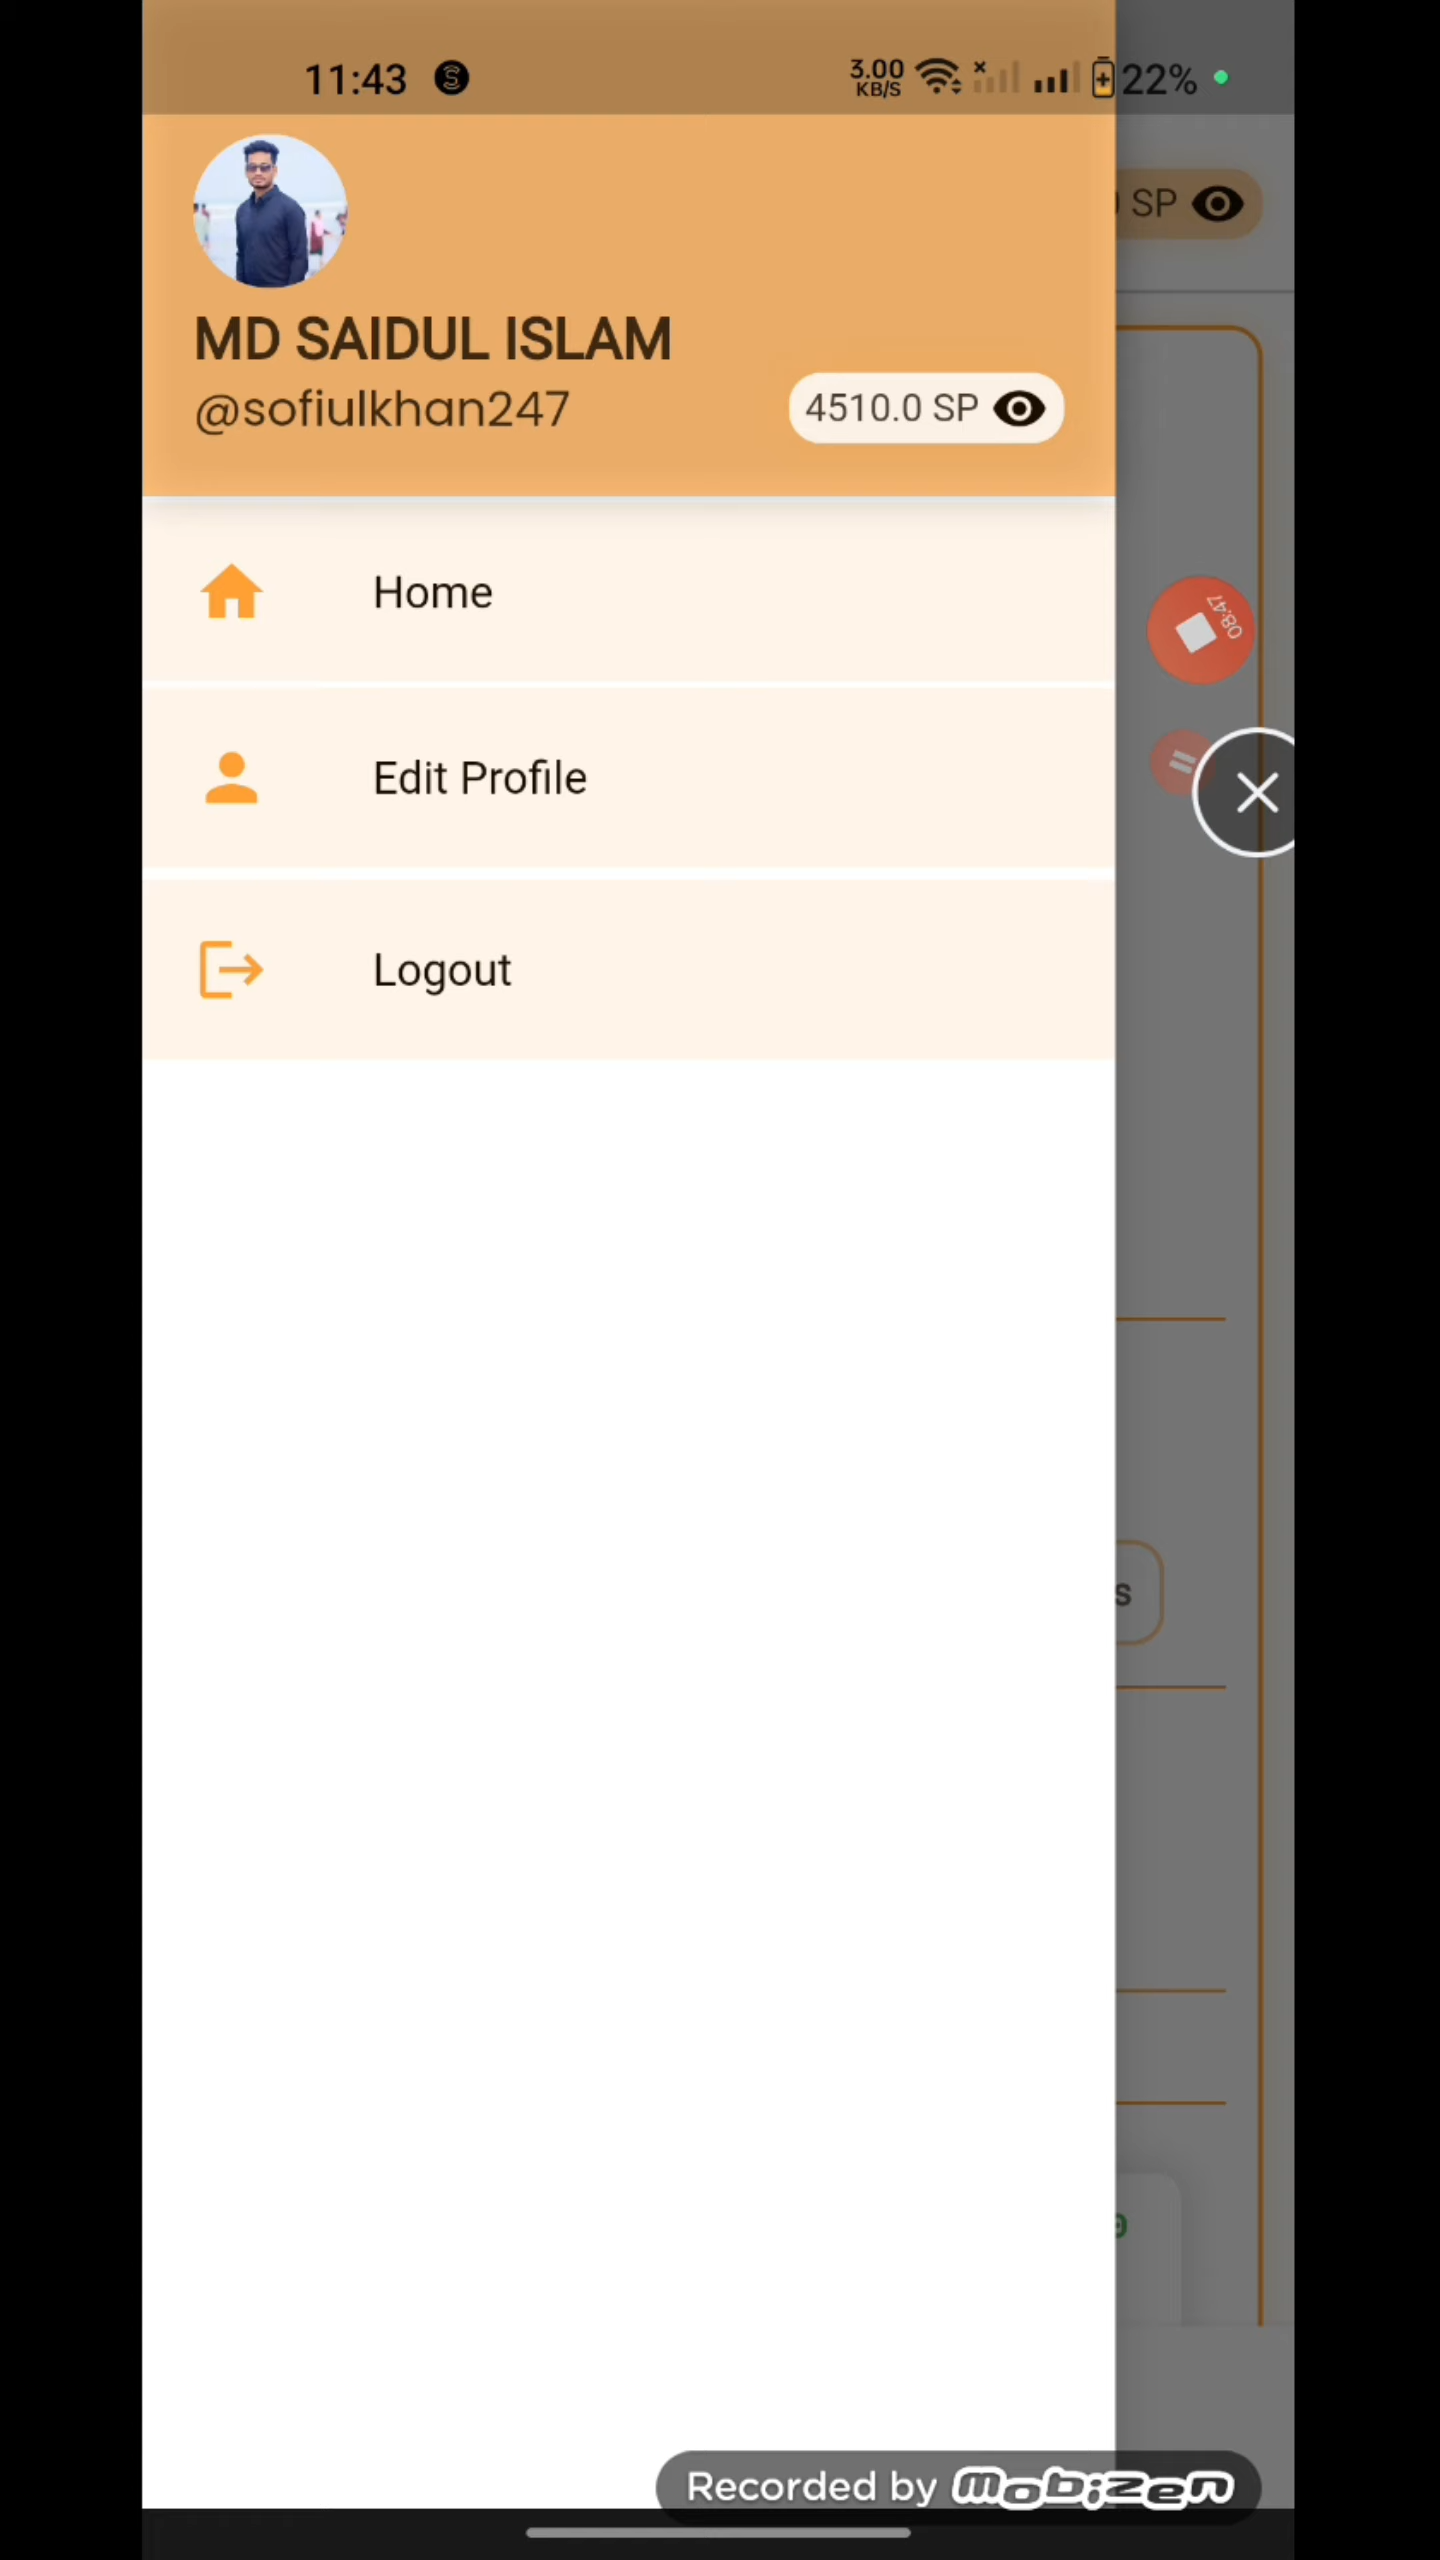 11:43
3.00
KB/S
22%
SP
MD SAIDUL ISLAM
@sofiulkhan247
4510.0 SP
Home
08:47
Edit Profile
Logout
s
Recorded by mobizen